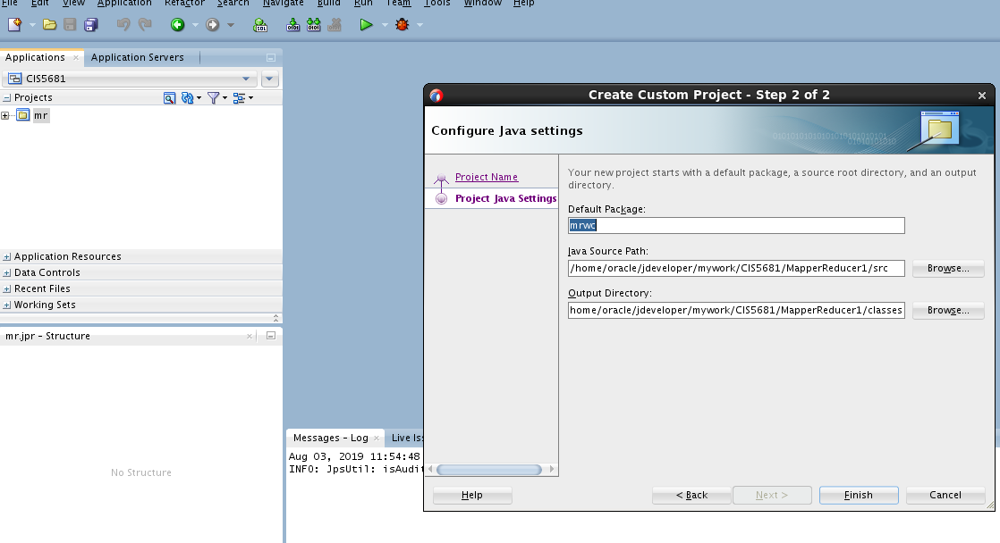 File Edit View Application Refactor Search Navigate Build Run Team Tools Window Help
SQL
Applications × Application Servers
CIS5681
Projects
mr
Application Resources
Data Controls
Recent Files
Working Sets
mr.jpr - Structure ×
No Structure
Messages - Log × Live Iss
Aug 03, 2019 11:54:48
INFO: JpsUtil: isAudit
Create Custom Project - Step 2 of 2
Configure Java settings
Project Name
Project Java Settings
Your new project starts with a default package, a source root directory, and an output
directory.
Default Package:
mrwc
Java Source Path:
/home/oracle/jdeveloper/mywork/CIS5681/MapperReducer1/src Browse...
Output Directory:
home/oracle/jdeveloper/mywork/CIS5681/MapperReducer1/classes Browse...
Help < Back Next > Finish Cancel